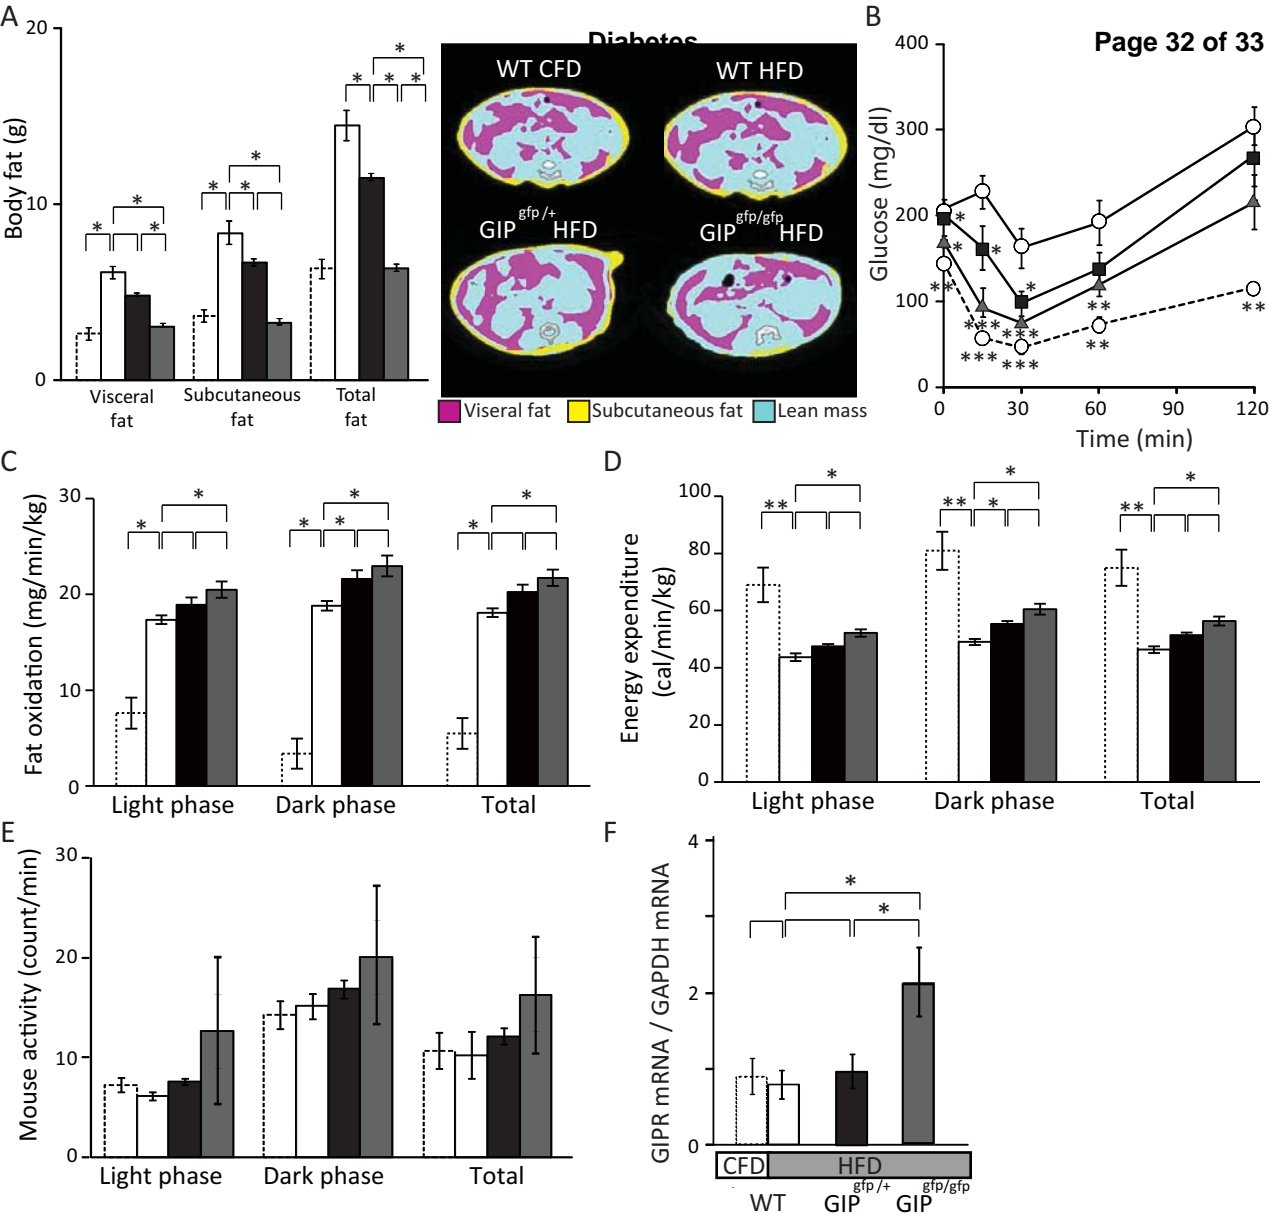 A
20
10
0
Body fat (g)
* * *
* * *
* * * *
Visceral
fat
Subcutaneous
fat
Total
fat
Diabetes
WT CFD
WT HFD
GIP gfp/+ HFD
GIP gfp/gfp HFD
Viseral fat
Subcutaneous fat
Lean mass
B
Page 32 of 33
400
300
200
100
0
Glucose (mg/dl)
*
*
*
*
**
***
***
***
***
**
**
**
0
30
60
90
120
Time (min)
C
30
20
10
0
Fat oxidation (mg/min/kg)
* *
* * *
* *
Light phase
Dark phase
Total
D
100
80
60
40
20
0
Energy expenditure
(cal/min/kg)
** *
** * *
** *
Light phase
Dark phase
Total
E
30
20
10
0
Mouse activity (count/min)
Light phase
Dark phase
Total
F
4
2
0
GIPR mRNA / GAPDH mRNA
*
*
CFD
HFD
WT
GIP gfp/+
GIP gfp/gfp